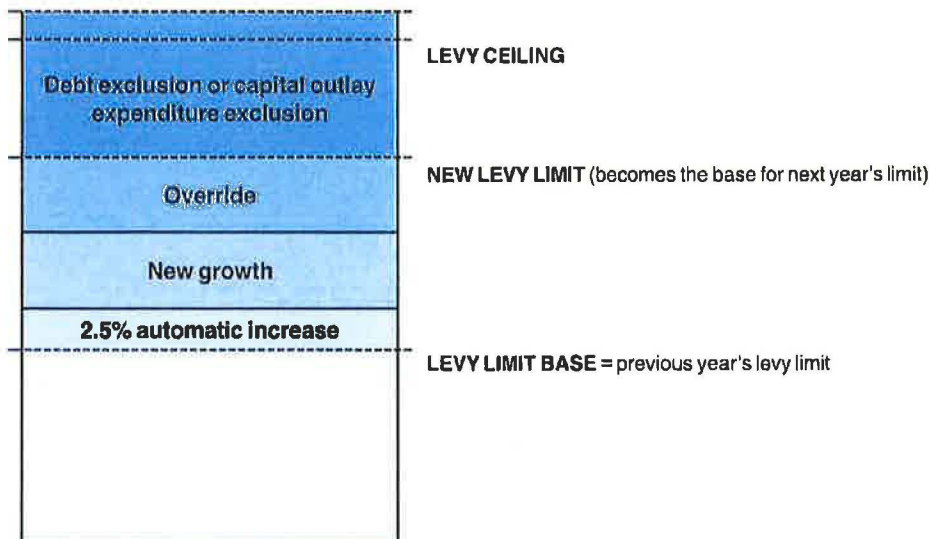 LEVY CEILING
Debt exclusion or capital outlay
expenditure exclusion
NEW LEVY LIMIT (becomes the base for next year's limit)
Override
New growth
2.5% automatic increase
LEVY LIMIT BASE = previous year's levy limit